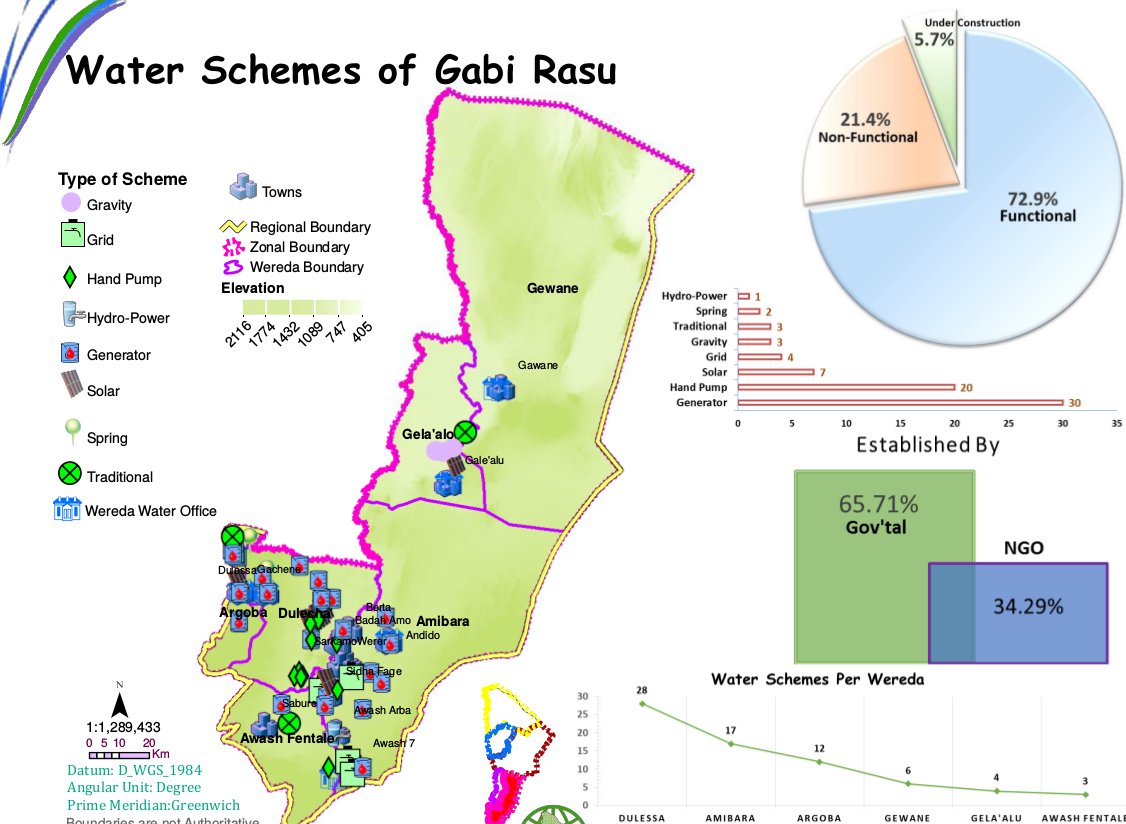 Water Schemes of Gabi Rasu
Under Construction
5.7%
21.4%
Non-Functional
72.9%
Functional
Type of Scheme
Gravity
Grid
Hand Pump
Hydro-Power
Generator
Solar
Spring
Traditional
Wereda Water Office
Towns
Regional Boundary
Zonal Boundary
Wereda Boundary
Elevation
2116 1774 1432 1089 747 405
Gewane
Gawane
Gela'alo
Gale'alu
Dulessa Gachene
Argoba
Dulecha
Berta
Badah Amo
Amibara
Andido
Sarkamo Werer
Sidha Fage
Sabure
Awash Arba
Awash Fentale
Awash 7
Hydro-Power 1
Spring 2
Traditional 3
Gravity 3
Grid 4
Solar 7
Hand Pump 20
Generator 30
0 5 10 15 20 25 30 35
Established By
65.71%
Gov'tal
NGO
34.29%
N
1:1,289,433
0 5 10 20
Km
Datum: D_WGS_1984
Angular Unit: Degree
Prime Meridian:Greenwich
Boundaries are not Authoritative
Water Schemes Per Wereda
30
25
20
15
10
5
0
28 17 12 6 4 3
DULESSA AMIBARA ARGOBA GEWANE GELA'ALU AWASH FENTALE